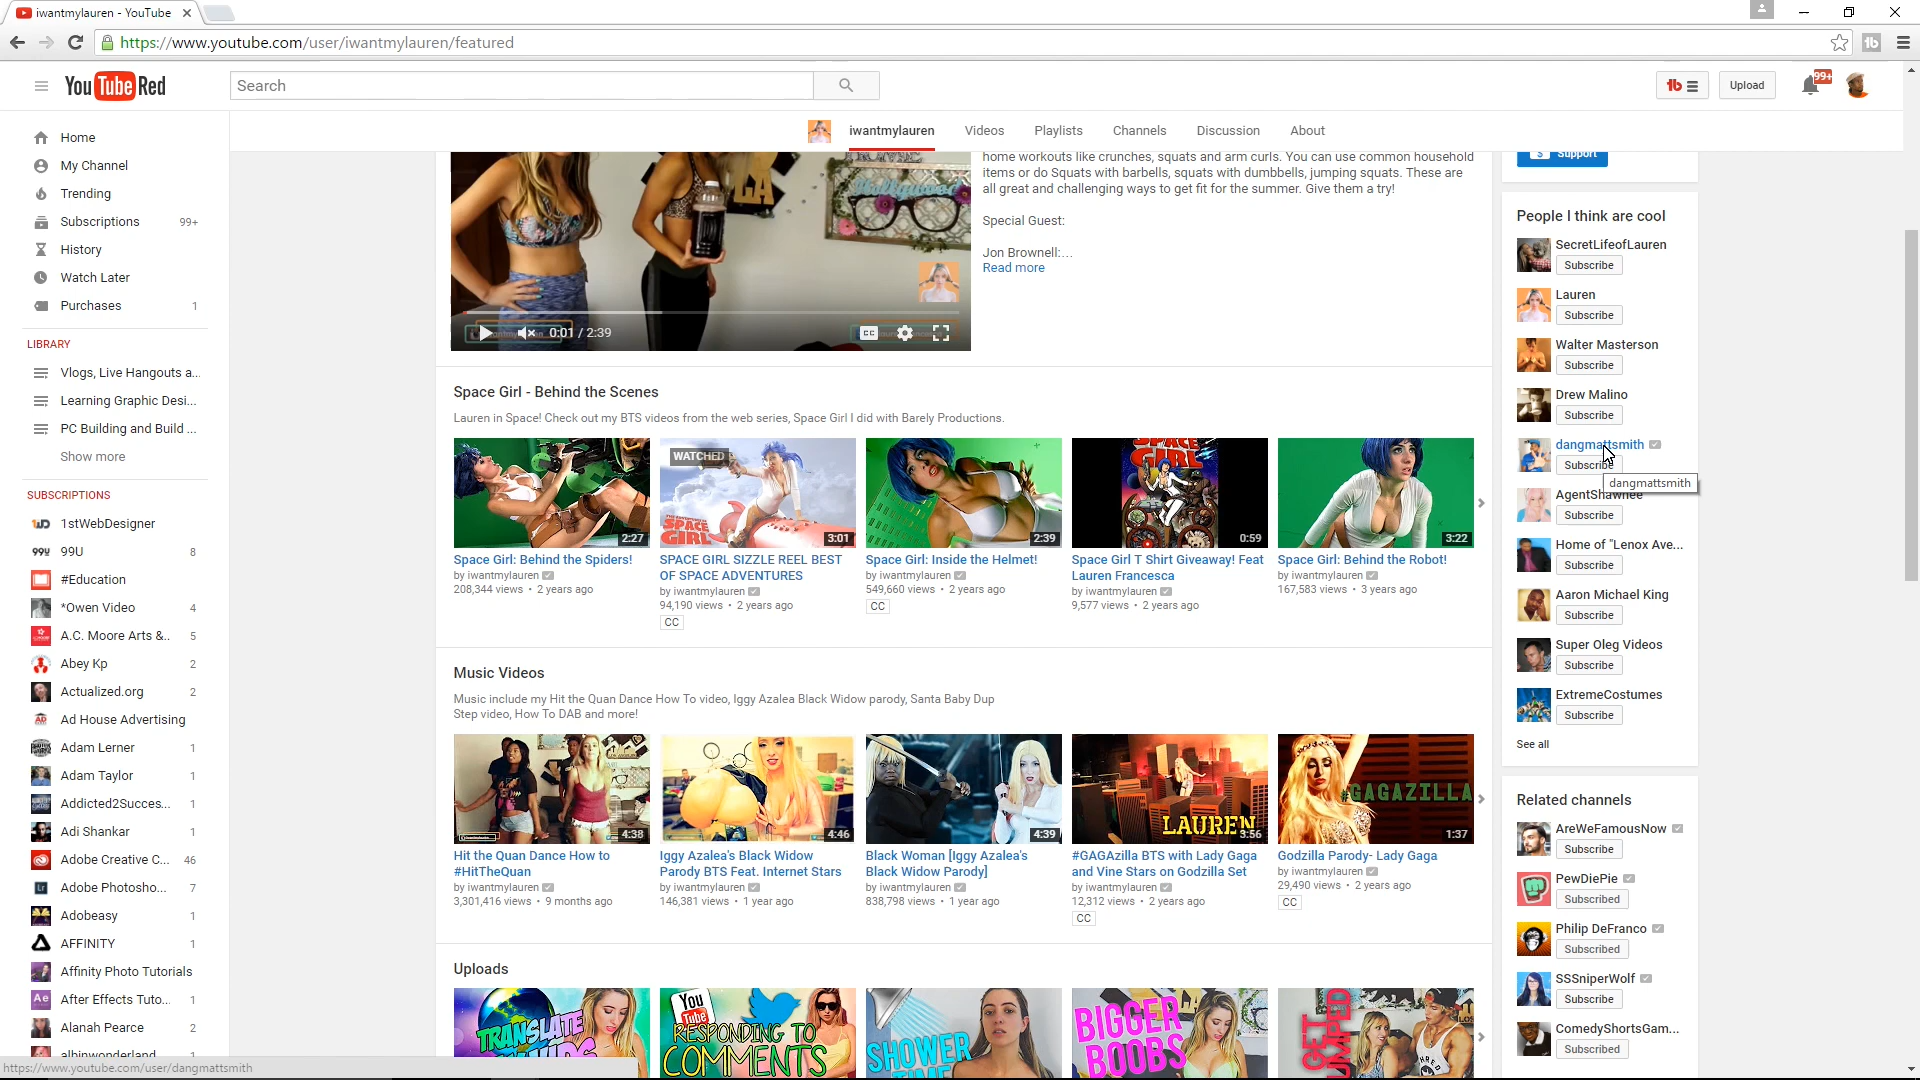 iwantmylauren - YouTube
https://www.youtube.com/user/iwantmylauren/featured
YouTube Red
Search
Upload
99+
iwantmylauren Videos Playlists Channels Discussion About
Home
My Channel
Trending
Subscriptions 99+
History
Watch Later
Purchases 1
LIBRARY
Vlogs, Live Hangouts a...
Learning Graphic Desi...
PC Building and Build ...
Show more
SUBSCRIPTIONS
1stWebDesigner
99U 8
#Education
*Owen Video 4
A.C. Moore Arts &.. 5
Abey Kp 2
Actualized.org 2
Ad House Advertising
Adam Lerner 1
Adam Taylor 1
Addicted2Succes... 1
Adi Shankar 1
Adobe Creative C... 46
Adobe Photosho... 7
Adobeasy 1
AFFINITY 1
Affinity Photo Tutorials
After Effects Tuto... 1
Alanah Pearce 2
albinwonderland
https://www.youtube.com/user/dangmattsmith
Hollywood
LA
0:01 / 2:39
CC
home workouts like crunches, squats and arm curls. You can use common household
items or do Squats with barbells, squats with dumbbells, jumping squats. These are
all great and challenging ways to get fit for the summer. Give them a try!
Special Guest:
Jon Brownell:...
Read more
Space Girl - Behind the Scenes
Lauren in Space! Check out my BTS videos from the web series, Space Girl I did with Barely Productions.
2:27
WATCHED
SPACE GIRL
3:01
2:39
SPACE GIRL
0:59
3:22
Space Girl: Behind the Spiders!
by iwantmylauren
208,344 views • 2 years ago
SPACE GIRL SIZZLE REEL BEST
OF SPACE ADVENTURES
by iwantmylauren
94,190 views • 2 years ago
CC
Space Girl: Inside the Helmet!
by iwantmylauren
549,660 views • 2 years ago
CC
Space Girl T Shirt Giveaway! Feat
Lauren Francesca
by iwantmylauren
9,577 views • 2 years ago
Space Girl: Behind the Robot!
by iwantmylauren
167,583 views • 3 years ago
Music Videos
Music include my Hit the Quan Dance How To video, Iggy Azalea Black Widow parody, Santa Baby Dup
Step video, How To DAB and more!
4:38
4:46
4:39
LAUREN
3:56
#GAGAZILLA
1:37
Hit the Quan Dance How to
#HitTheQuan
by iwantmylauren
3,301,416 views • 9 months ago
Iggy Azalea's Black Widow
Parody BTS Feat. Internet Stars
by iwantmylauren
146,381 views • 1 year ago
Black Woman [Iggy Azalea's
Black Widow Parody]
by iwantmylauren
838,798 views • 1 year ago
#GAGAzilla BTS with Lady Gaga
and Vine Stars on Godzilla Set
by iwantmylauren
12,312 views • 2 years ago
CC
Godzilla Parody- Lady Gaga
by iwantmylauren
29,490 views • 2 years ago
CC
Uploads
TRANSLATE
You Tube
RESPONDING TO
COMMENTS
SHOWER
TIME
BIGGER
BOOBS
Support
People I think are cool
SecretLifeofLauren
Subscribe
Lauren
Subscribe
Walter Masterson
Subscribe
Drew Malino
Subscribe
dangmattsmith
Subscribe
dangmattsmith
AgentShawnee
Subscribe
Home of "Lenox Ave...
Subscribe
Aaron Michael King
Subscribe
Super Oleg Videos
Subscribe
ExtremeCostumes
Subscribe
See all
Related channels
AreWeFamousNow
Subscribe
PewDiePie
Subscribed
Philip DeFranco
Subscribed
SSSniperWolf
Subscribe
ComedyShortsGam...
Subscribed